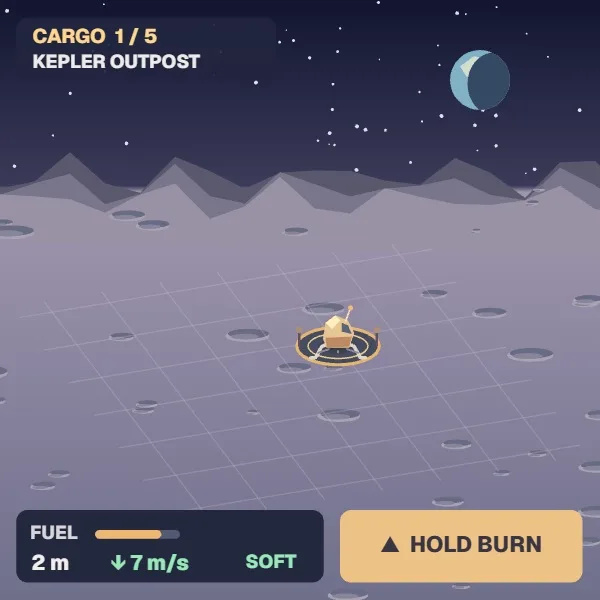 CARGO 1 / 5
KEPLER OUTPOST
FUEL
2 m ↓ 7 m/s SOFT
▲ HOLD BURN